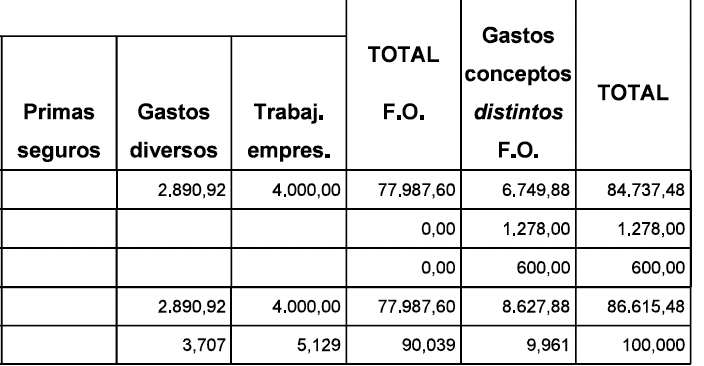 Primas seguros
Gastos diversos
Trabaj. empres.
TOTAL F.O.
Gastos conceptos distintos F.O.
TOTAL
2.890,92 4.000,00 77.987,60 6.749,88 84.737,48
0,00 1.278,00 1.278,00
0,00 600,00 600,00
2.890,92 4.000,00 77.987,60 8.627,88 86.615,48
3,707 5,129 90,039 9,961 100,000